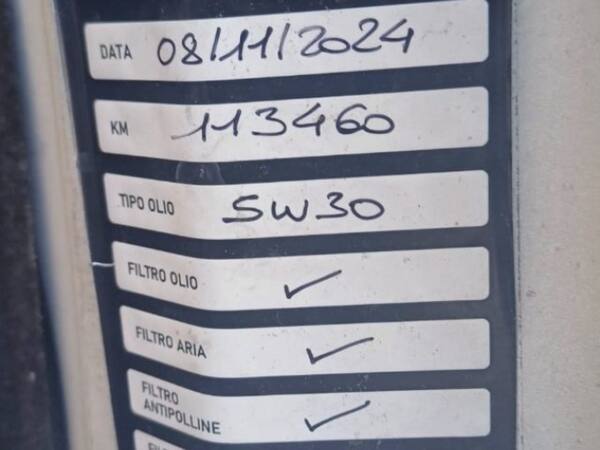 DATA 08/11/2024
KM 113460
TIPO OLIO 5W30
FILTRO OLIO ✓
FILTRO ARIA ✓
FILTRO
ANTIPOLLINE ✓